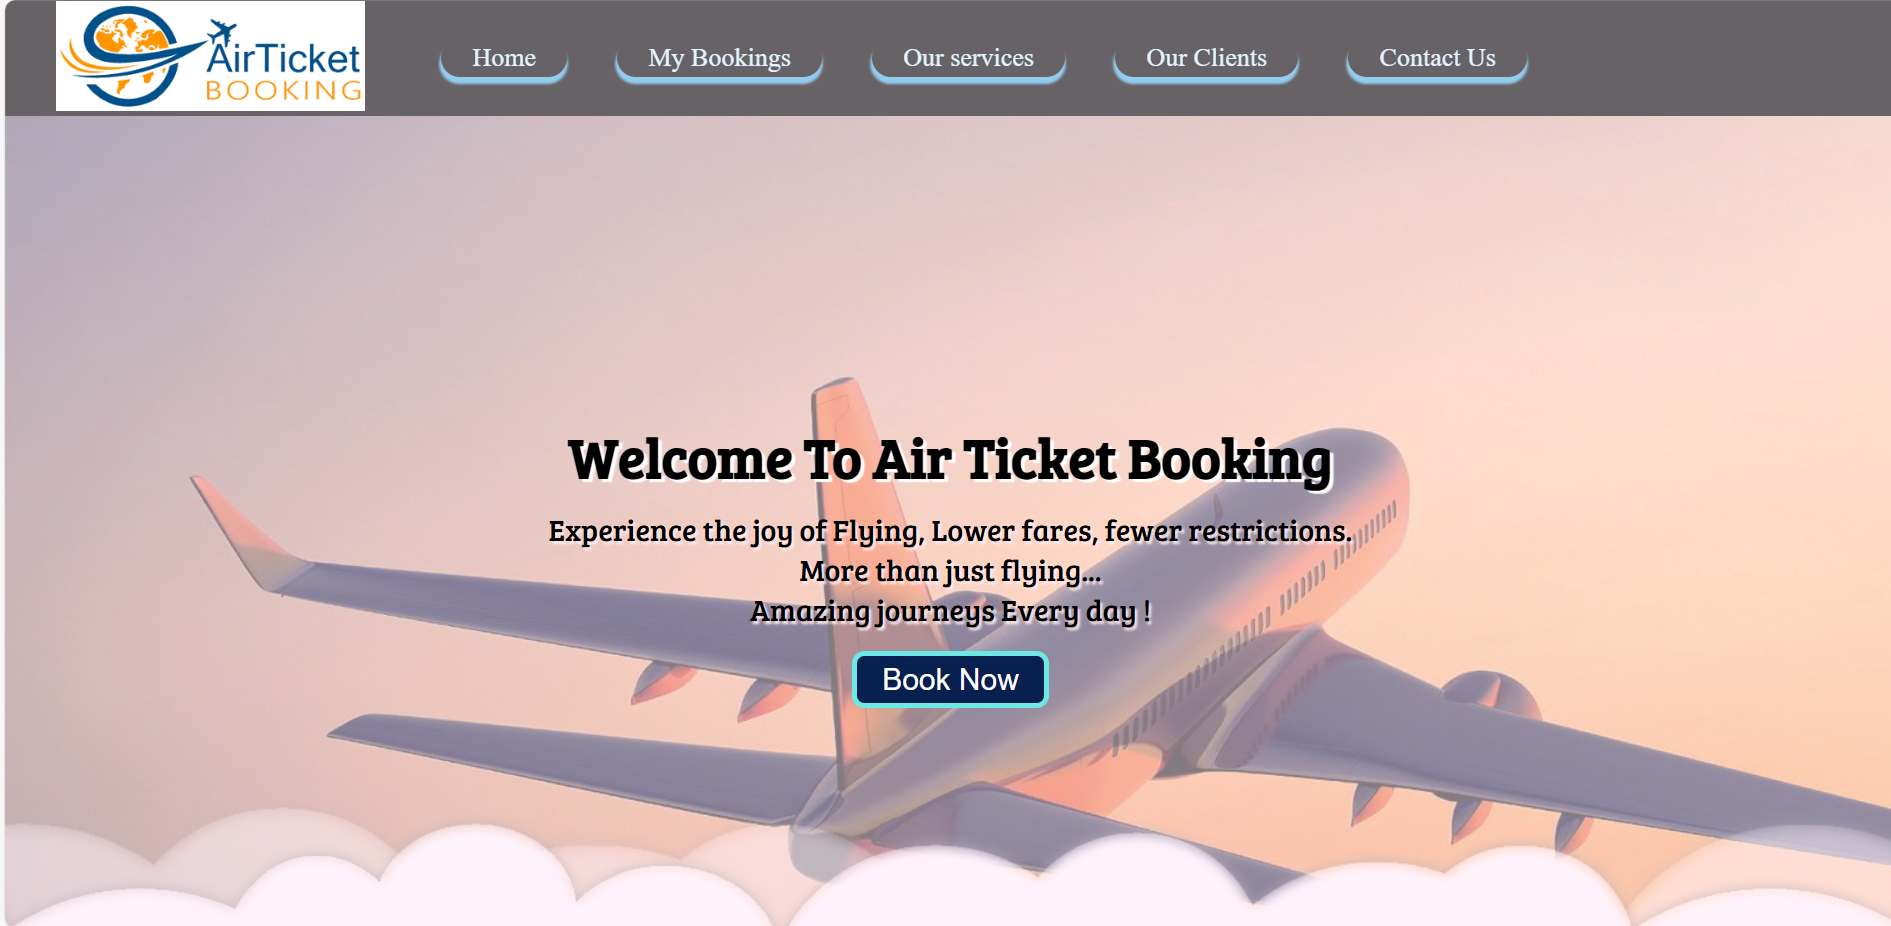 AirTicket
BOOKING
Home
My Bookings
Our services
Our Clients
Contact Us
Welcome To Air Ticket Booking
Experience the joy of Flying, Lower fares, fewer restrictions.
More than just flying...
Amazing journeys Every day !
Book Now